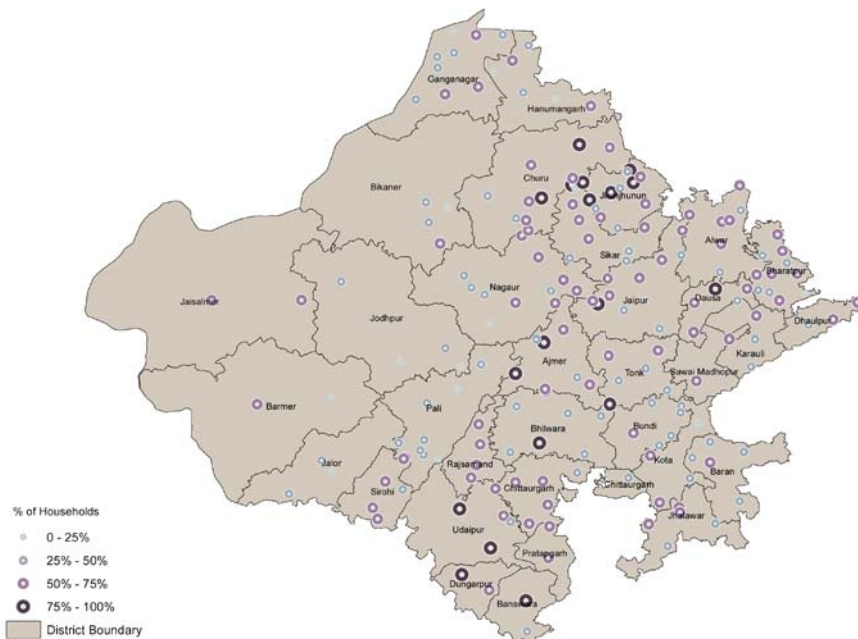 Ganganagar
Hanumangarh
Churu
Bikaner
Jhunjhunun
Sikar
Alwar
Bharatpur
Jaisalmer
Nagaur
Jaipur
Dausa
Jodhpur
Dhaulpur
Karauli
Ajmer
Tonk
Sawai Madhopur
Barmer
Pali
Bhilwara
Bundi
Jalor
Rajsamand
Kota
Baran
Sirohi
Chittaurgarh
Chittaurgarh
Udaipur
Jhalawar
Pratapgarh
Dungarpur
Banswara
% of Households
0 - 25%
25% - 50%
50% - 75%
75% - 100%
District Boundary